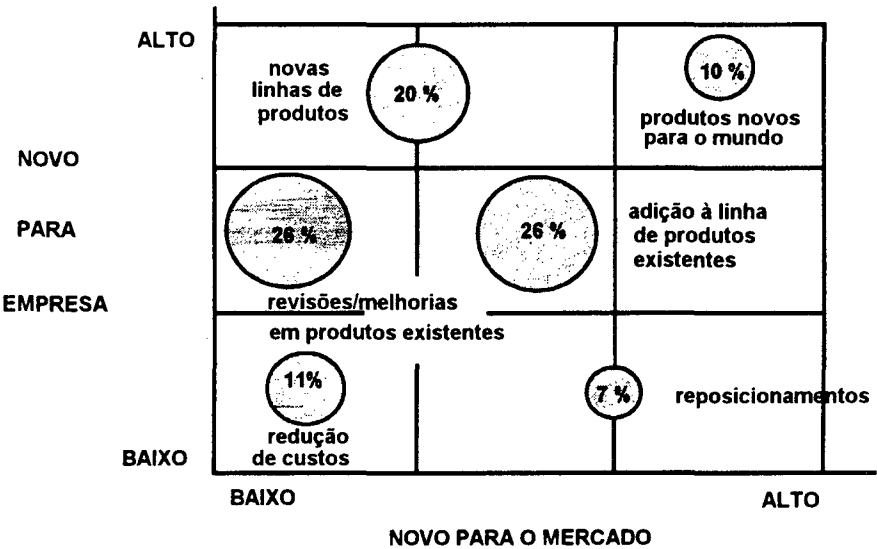 ALTO
novas
linhas de
produtos
20 %
10 %
produtos novos
para o mundo
NOVO
PARA
EMPRESA
26 %
26 %
adição à linha
de produtos
existentes
revisões/melhorias
em produtos existentes
11%
7 %
reposicionamentos
redução
de custos
BAIXO
BAIXO
ALTO
NOVO PARA O MERCADO